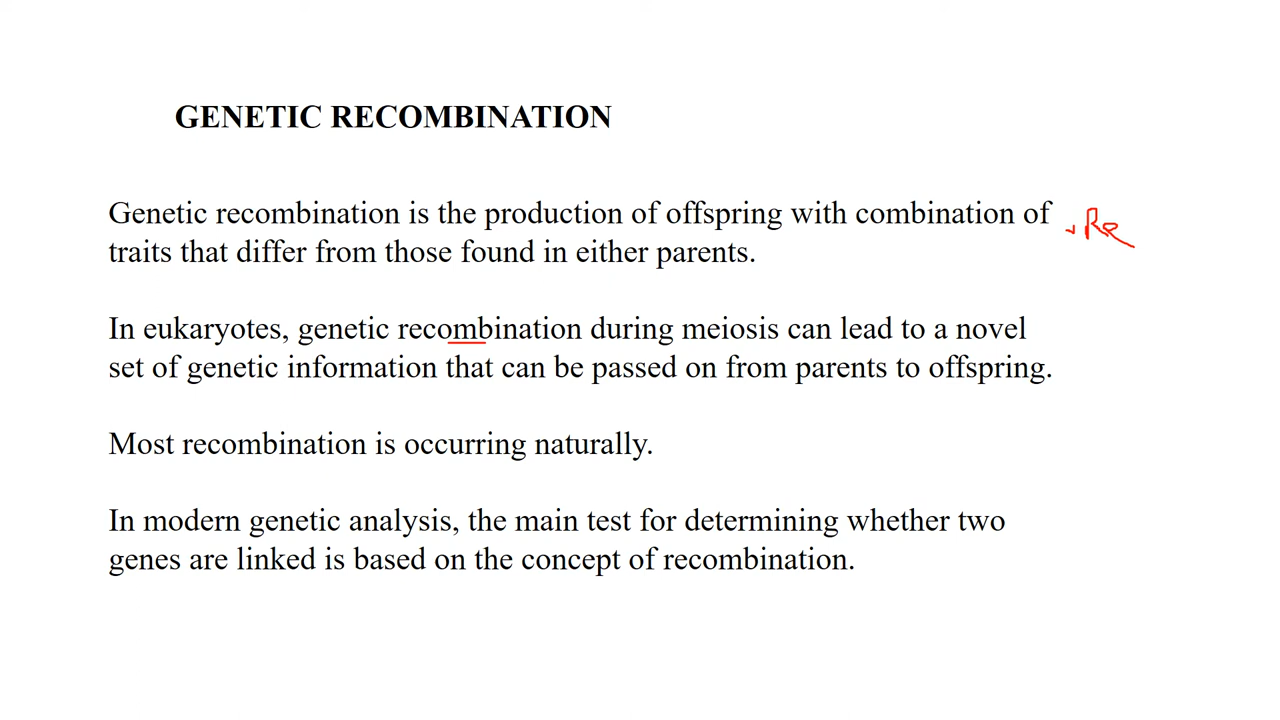 GENETIC RECOMBINATION
Genetic recombination is the production of offspring with combination of
traits that differ from those found in either parents.
Re
In eukaryotes, genetic recombination during meiosis can lead to a novel
set of genetic information that can be passed on from parents to offspring.
Most recombination is occurring naturally.
In modern genetic analysis, the main test for determining whether two
genes are linked is based on the concept of recombination.